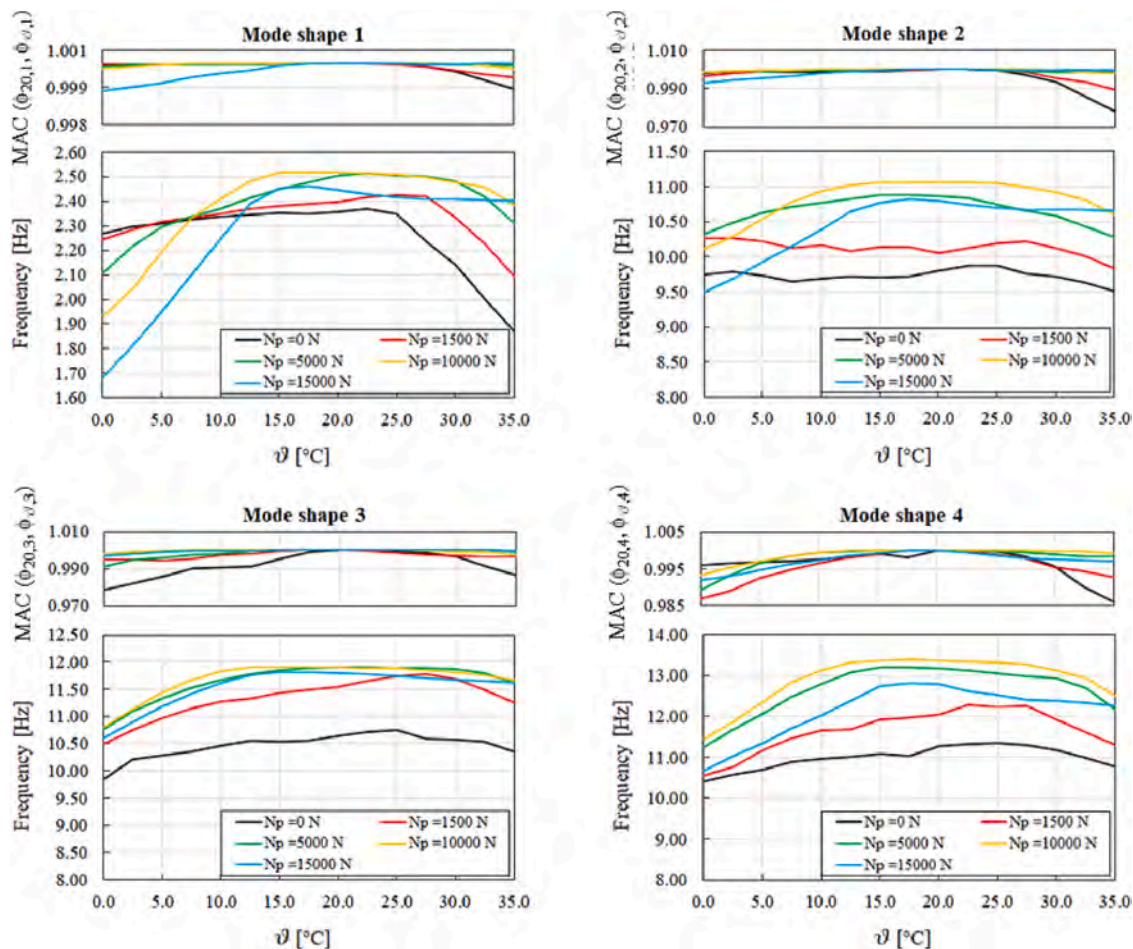 Mode shape 1
MAC (ϕ20,1, ϕϑ,1)
1.001
0.999
0.998
Frequency [Hz]
2.60
2.50
2.40
2.30
2.20
2.10
2.00
1.90
1.80
1.70
1.60
Np =0 N
Np =1500 N
Np =5000 N
Np =10000 N
Np =15000 N
0.0 5.0 10.0 15.0 20.0 25.0 30.0 35.0
ϑ [°C]
Mode shape 2
MAC (ϕ20,2, ϕϑ,2)
1.010
0.990
0.970
Frequency [Hz]
11.50
11.00
10.50
10.00
9.50
9.00
8.50
8.00
Np =0 N
Np =1500 N
Np =5000 N
Np =10000 N
Np =15000 N
0.0 5.0 10.0 15.0 20.0 25.0 30.0 35.0
ϑ [°C]
Mode shape 3
MAC (ϕ20,3, ϕϑ,3)
1.010
0.990
0.970
Frequency [Hz]
12.50
12.00
11.50
11.00
10.50
10.00
9.50
9.00
8.50
8.00
Np =0 N
Np =1500 N
Np =5000 N
Np =10000 N
Np =15000 N
0.0 5.0 10.0 15.0 20.0 25.0 30.0 35.0
ϑ [°C]
Mode shape 4
MAC (ϕ20,4, ϕϑ,4)
1.005
0.995
0.985
Frequency [Hz]
14.00
13.00
12.00
11.00
10.00
9.00
8.00
Np =0 N
Np =1500 N
Np =5000 N
Np =10000 N
Np =15000 N
0.0 5.0 10.0 15.0 20.0 25.0 30.0 35.0
ϑ [°C]